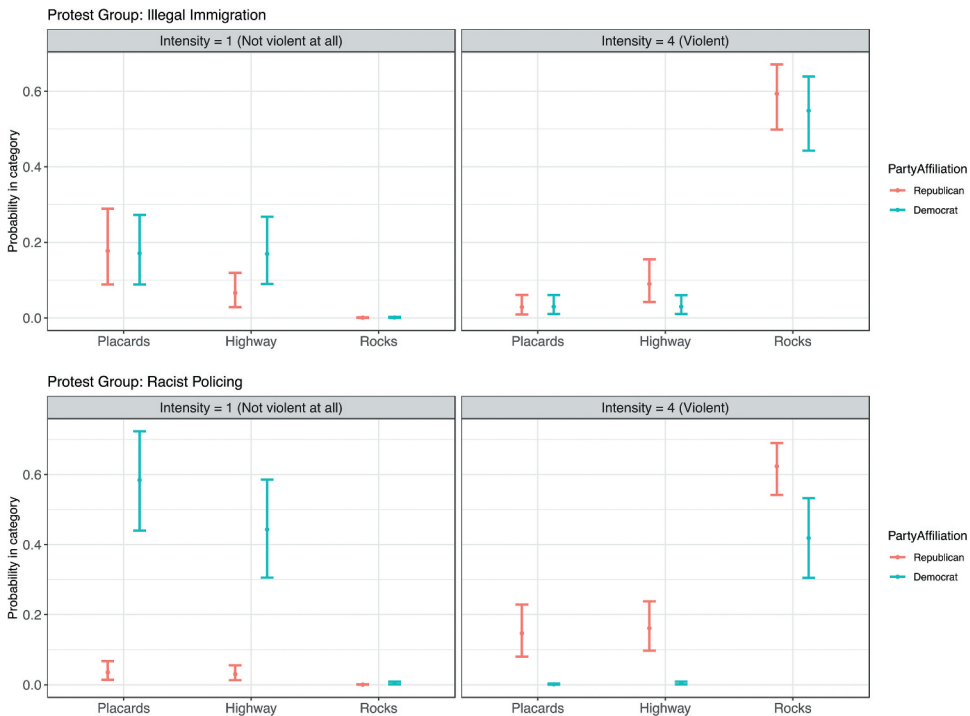 Protest Group: Illegal Immigration
Intensity = 1 (Not violent at all)
Intensity = 4 (Violent)
Probability in category
0.6
0.4
0.2
0.0
Placards
Highway
Rocks
Placards
Highway
Rocks
PartyAffiliation
Republican
Democrat
Protest Group: Racist Policing
Intensity = 1 (Not violent at all)
Intensity = 4 (Violent)
Probability in category
0.6
0.4
0.2
0.0
Placards
Highway
Rocks
Placards
Highway
Rocks
PartyAffiliation
Republican
Democrat